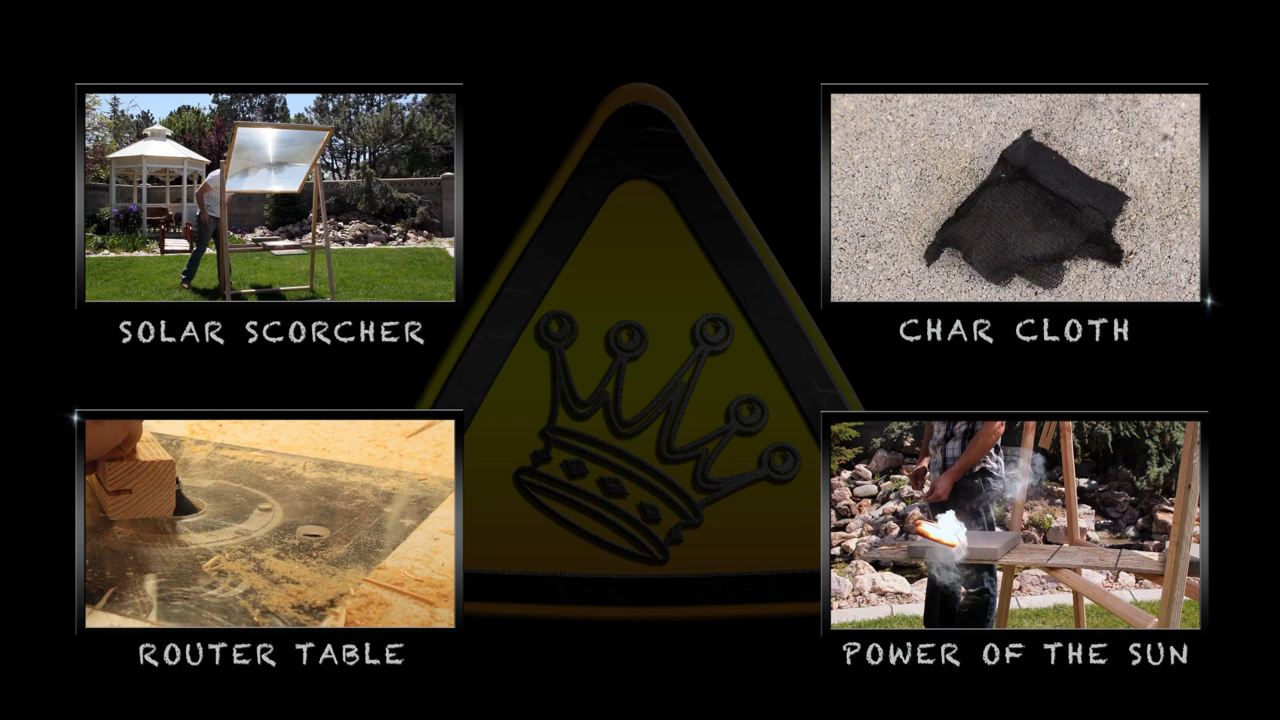 SOLAR SCORCHER
CHAR CLOTH
ROUTER TABLE
POWER OF THE SUN